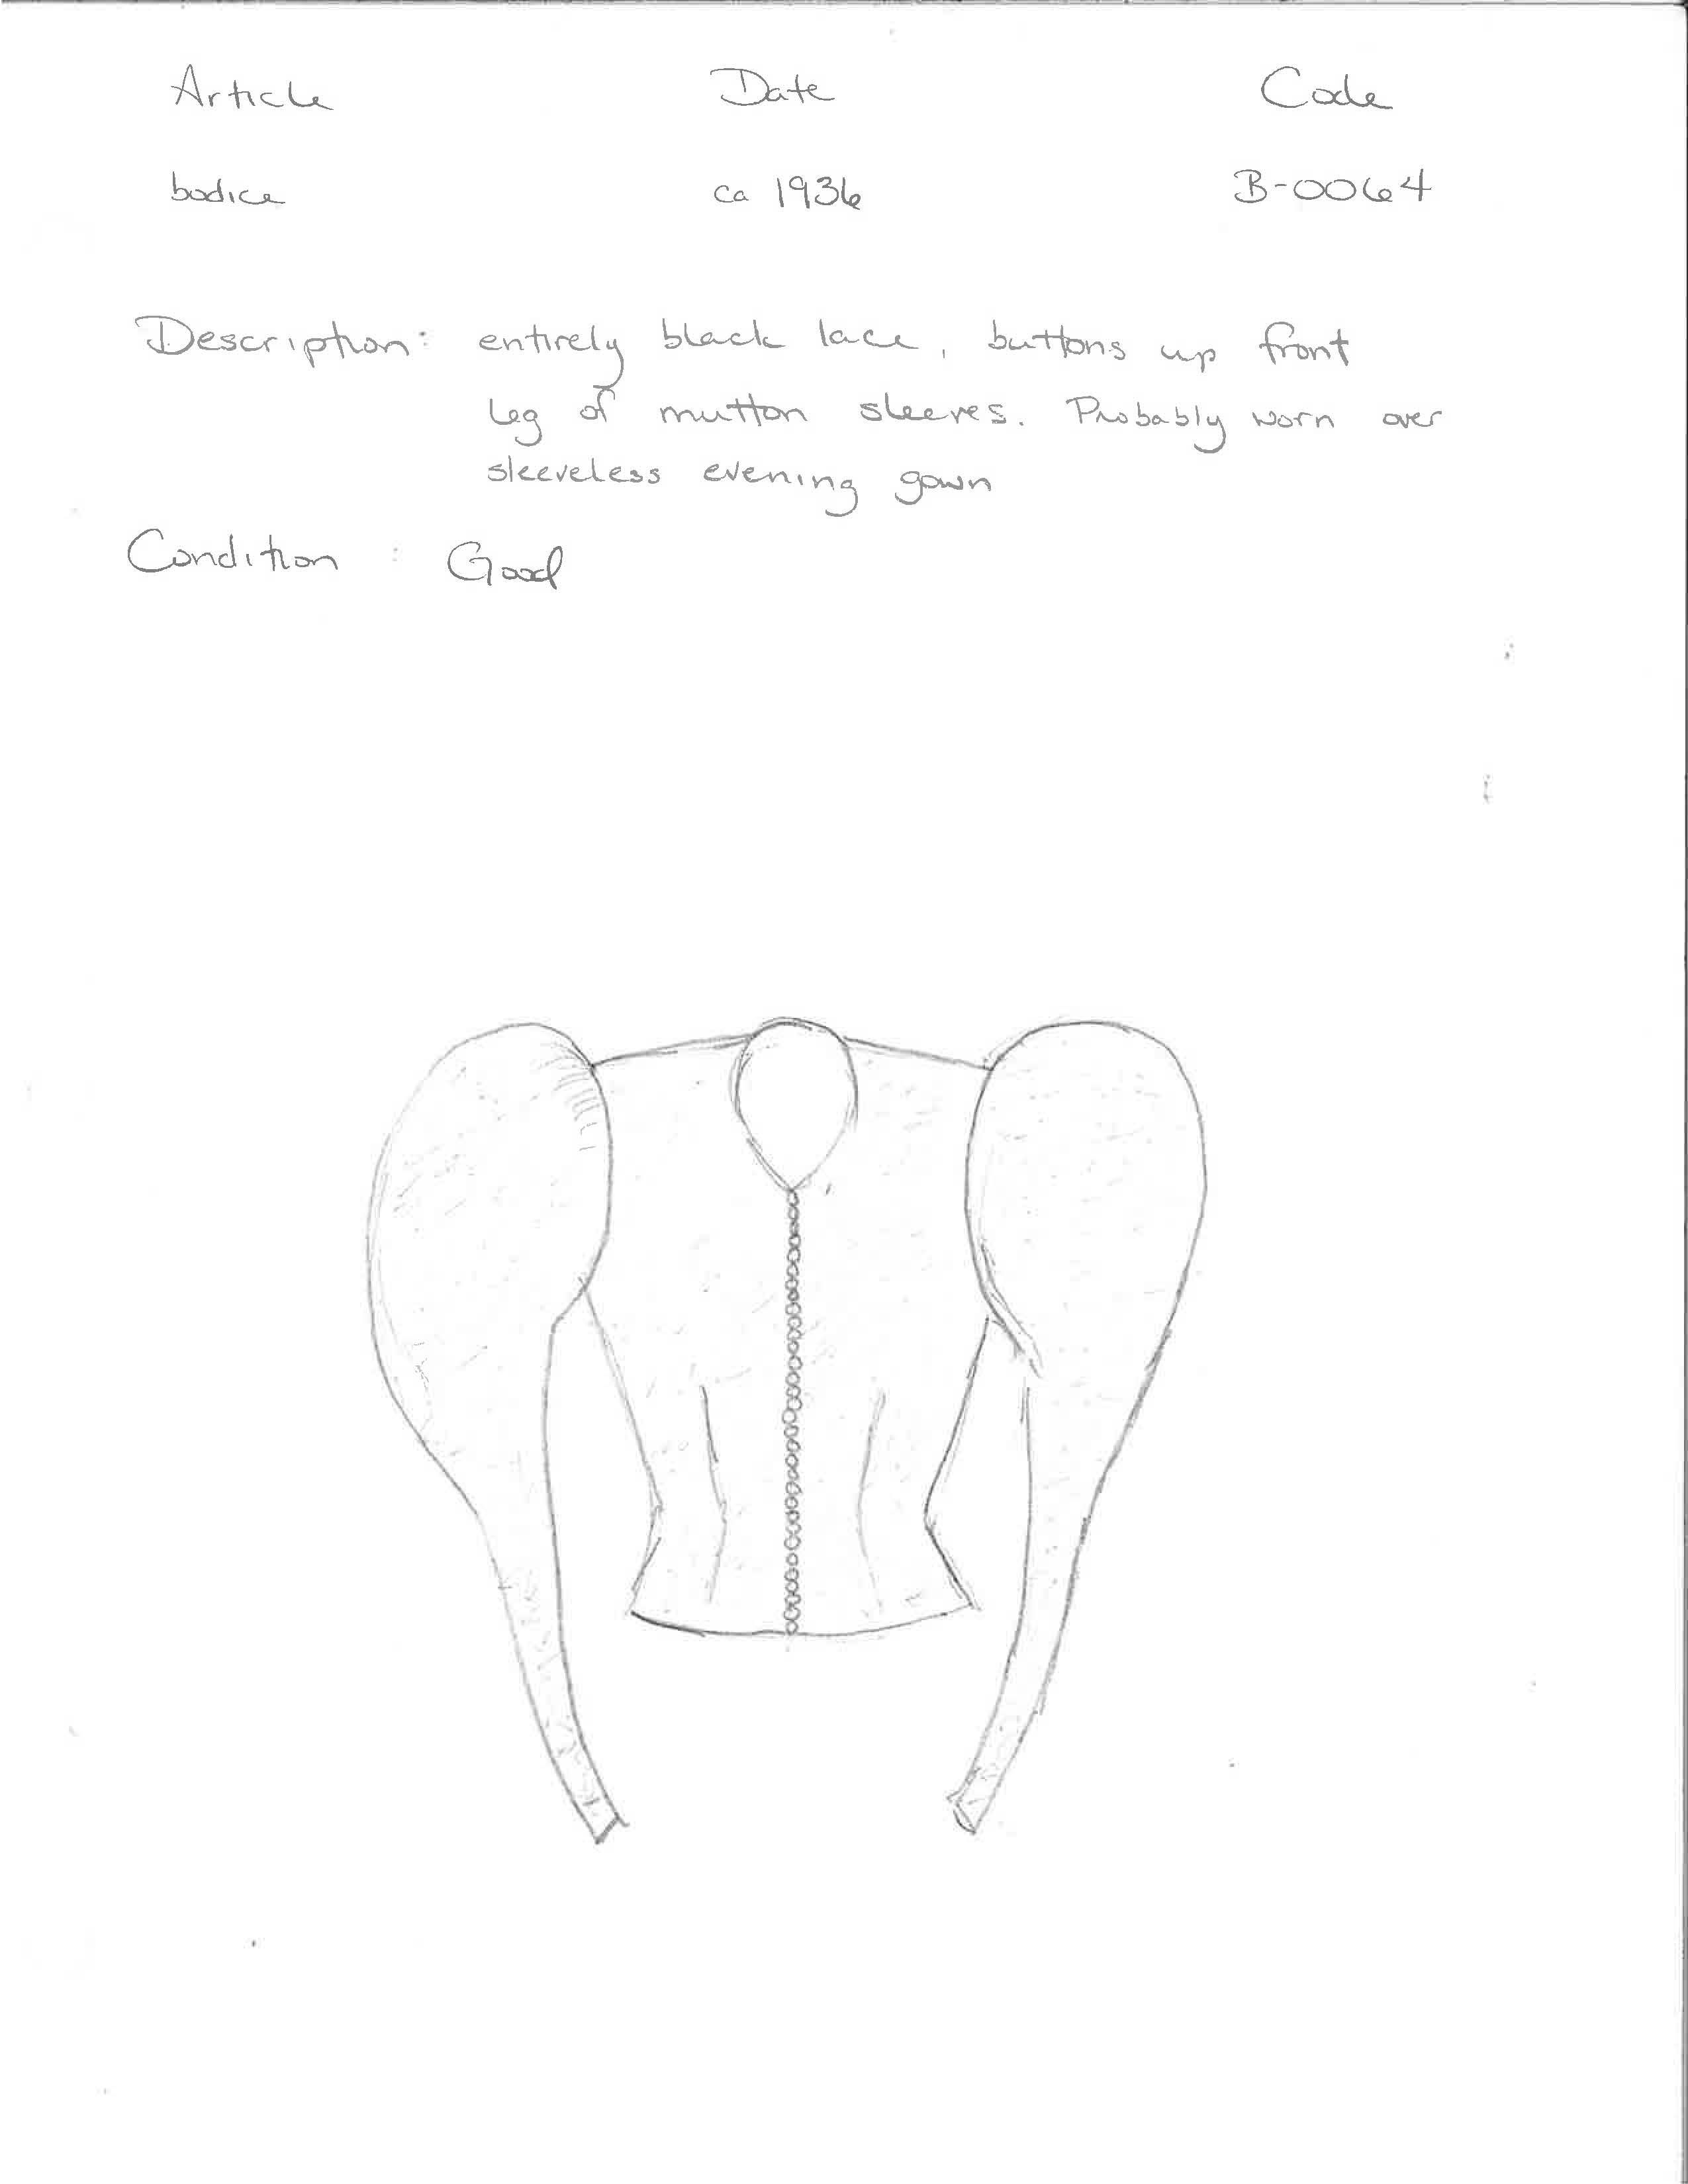 Article Date Code
bodice ca 1936 B-0064
Description: entirely black lace, buttons up front
leg of mutton sleeves. Probably worn over
sleeveless evening gown
Condition : Good